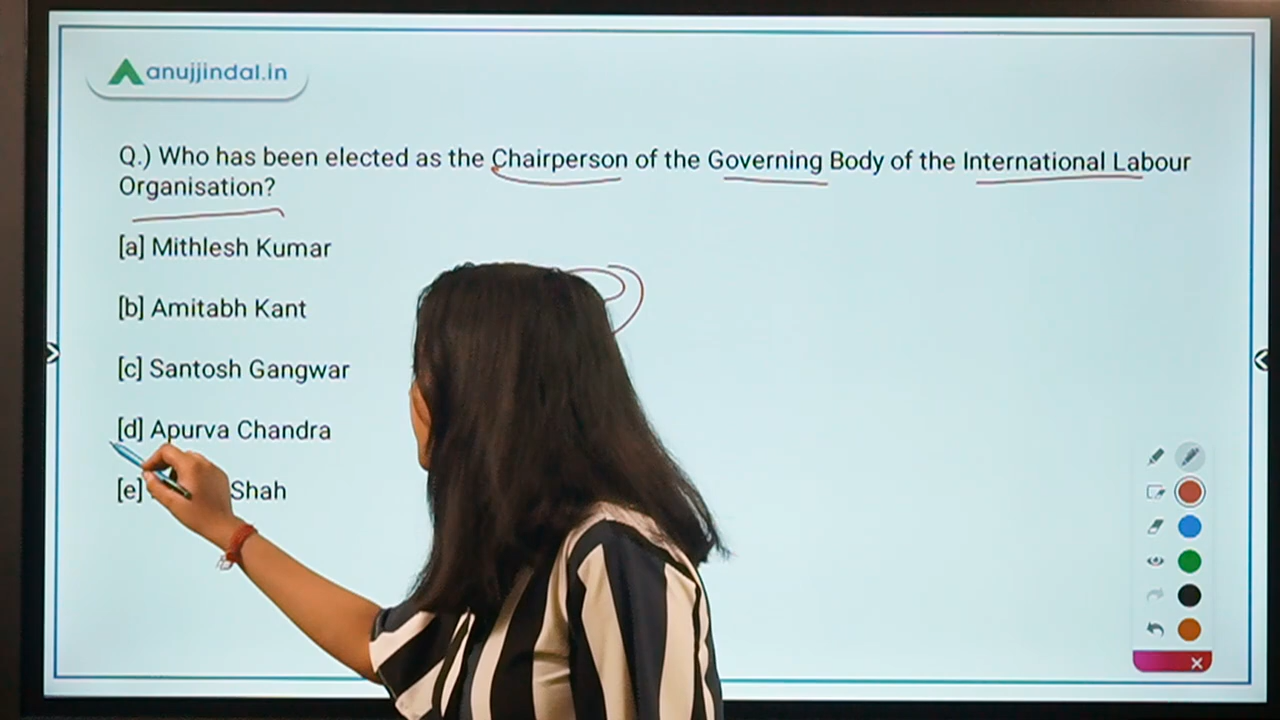 anujjindal.in
Q.) Who has been elected as the Chairperson of the Governing Body of the International Labour
Organisation?
[a] Mithlesh Kumar
[b] Amitabh Kant
[c] Santosh Gangwar
[d] Apurva Chandra
[e] Shah